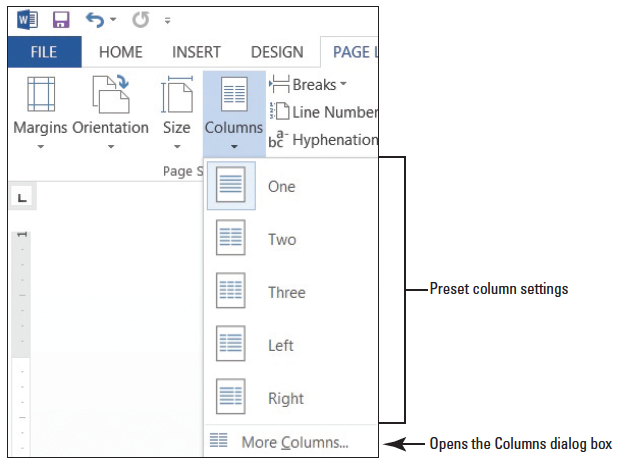 FILE HOME INSERT DESIGN PAGE L
Breaks
Line Number
Hyphenation
Margins Orientation Size Columns
Page S
One
Two
Three
Left
Right
More Columns...
Preset column settings
Opens the Columns dialog box